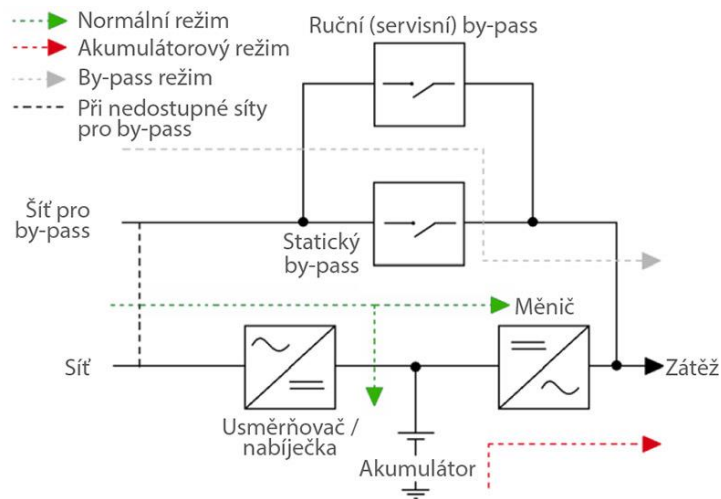 Normální režim
Akumulátorový režim
By-pass režim
Při nedostupné síty
pro by-pass
Ruční (servisní) by-pass
Šíť pro
by-pass
Statický
by-pass
Měnič
Síť
Zátěž
Usměrňovač /
nabíječka
Akumulátor